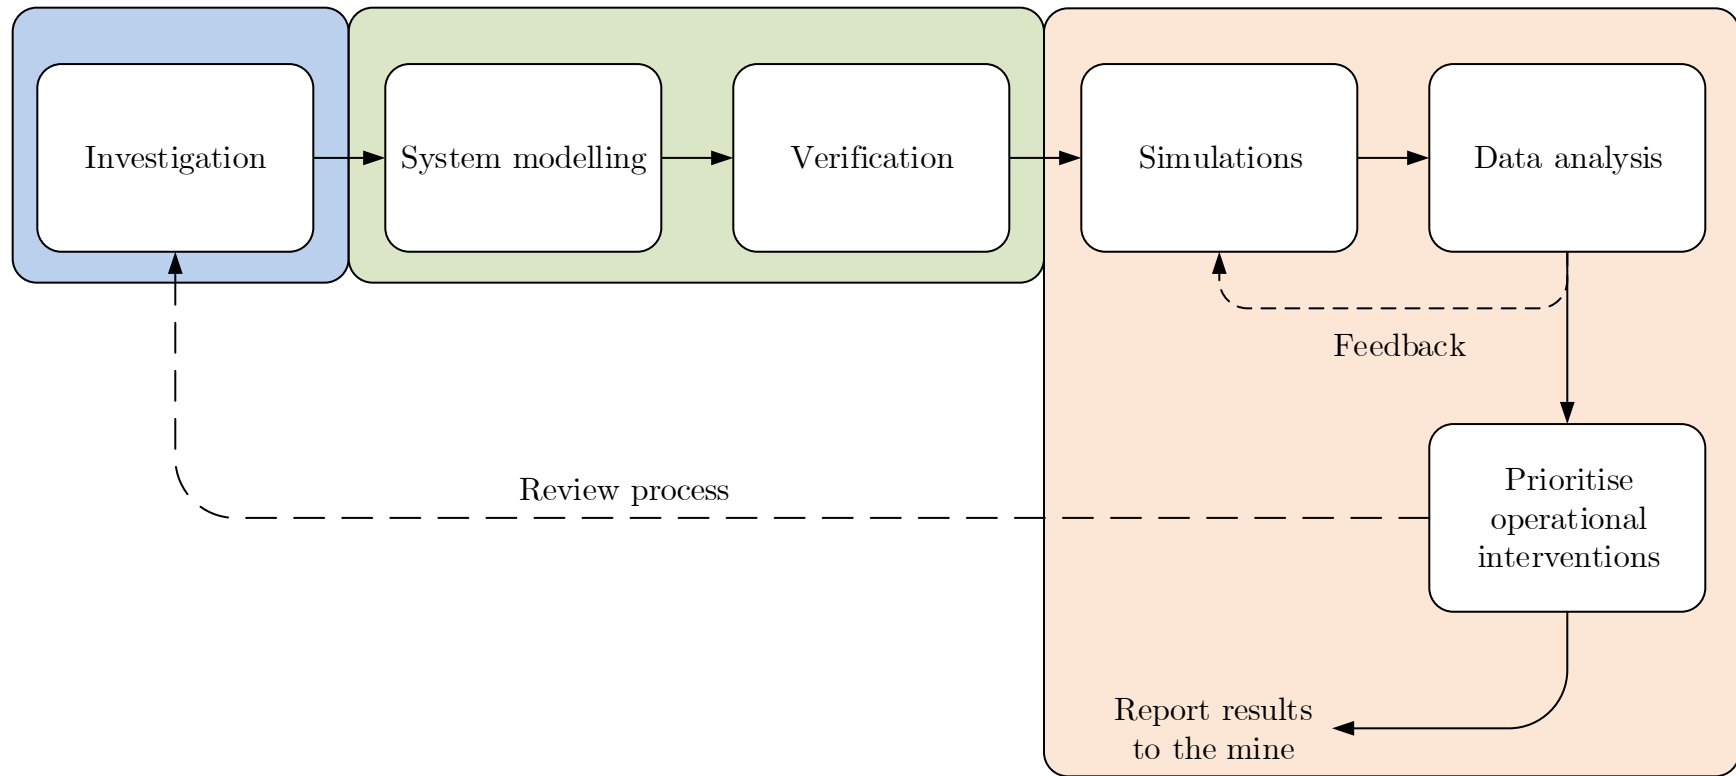 Investigation
System modelling
Verification
Simulations
Data analysis
Feedback
Review process
Prioritise
operational
interventions
Report results
to the mine